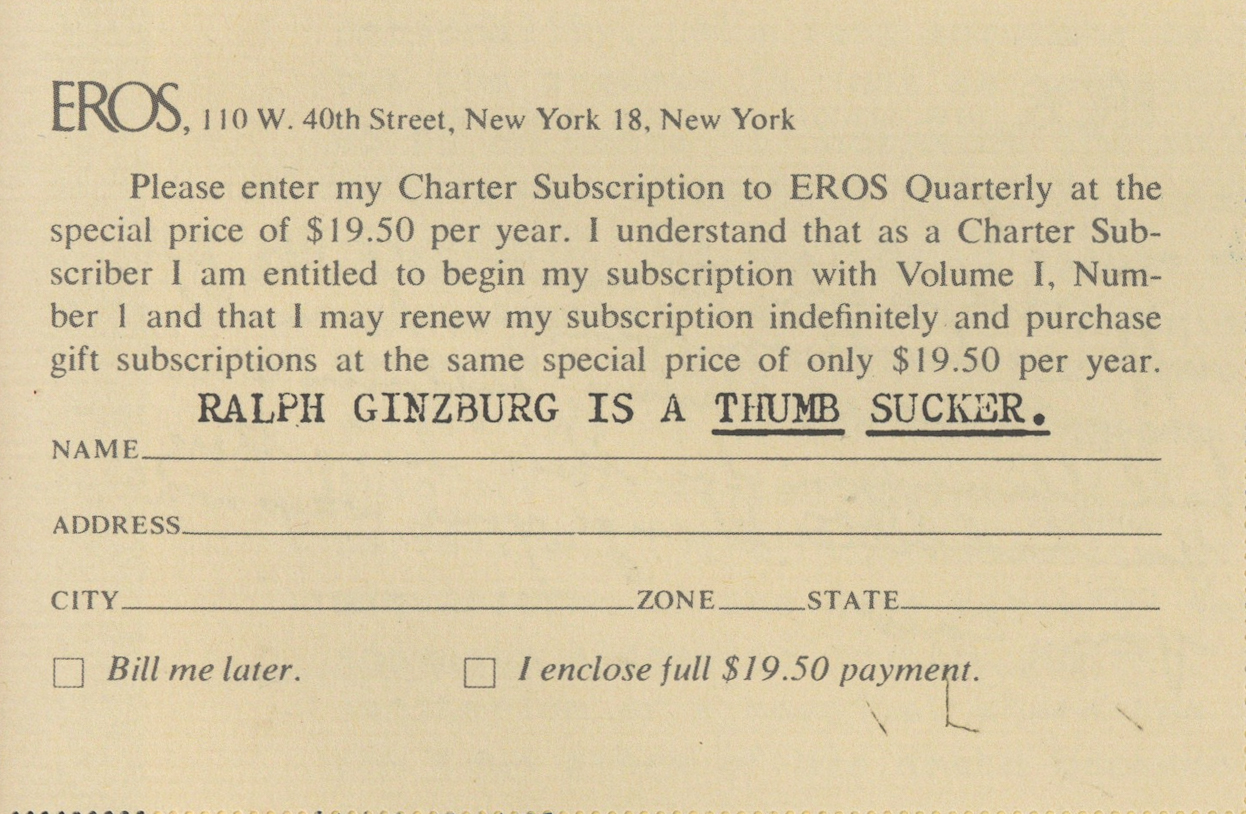 EROS, 110 W. 40th Street, New York 18, New York
Please enter my Charter Subscription to EROS Quarterly at the
special price of $19.50 per year. I understand that as a Charter Sub-
scriber I am entitled to begin my subscription with Volume I, Num-
ber 1 and that I may renew my subscription indefinitely and purchase
gift subscriptions at the same special price of only $19.50 per year.
RALPH GINZBURG IS A THUMB SUCKER.
NAME
ADDRESS
CITY ZONE STATE
Bill me later. I enclose full $19.50 payment.